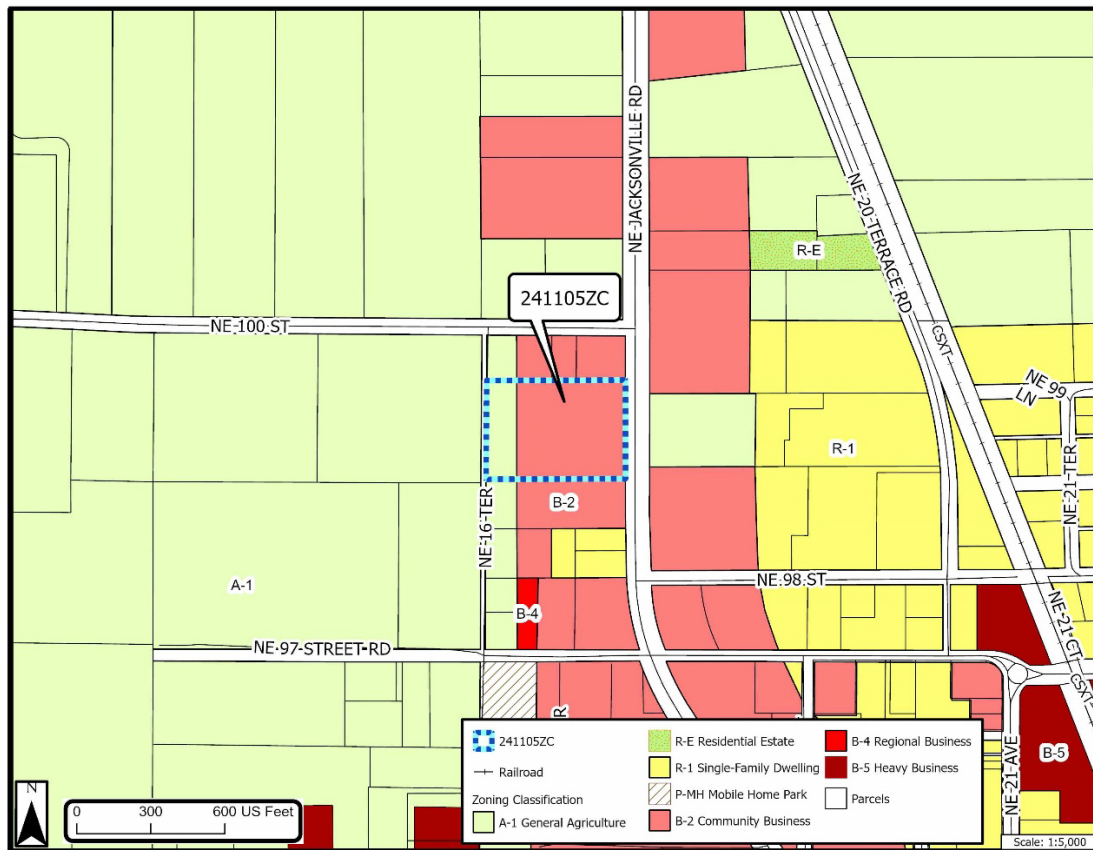 NE JACKSONVILLE RD
NE 20 TERRACE RD
R-E
241105ZC
NE 100 ST
CSXT
NE 99
LN
R-1
NE 21 TER
B-2
NE 16 TER
A-1
NE 98 ST
B-4
NE 97 STREET RD
NE 21 CT
CSXT
R
B-5
NE 21 AVE
241105ZC
Railroad
Zoning Classification
A-1 General Agriculture
R-E Residential Estate
R-1 Single-Family Dwelling
P-MH Mobile Home Park
B-2 Community Business
B-4 Regional Business
B-5 Heavy Business
Parcels
N
0 300 600 US Feet
Scale: 1:5,000